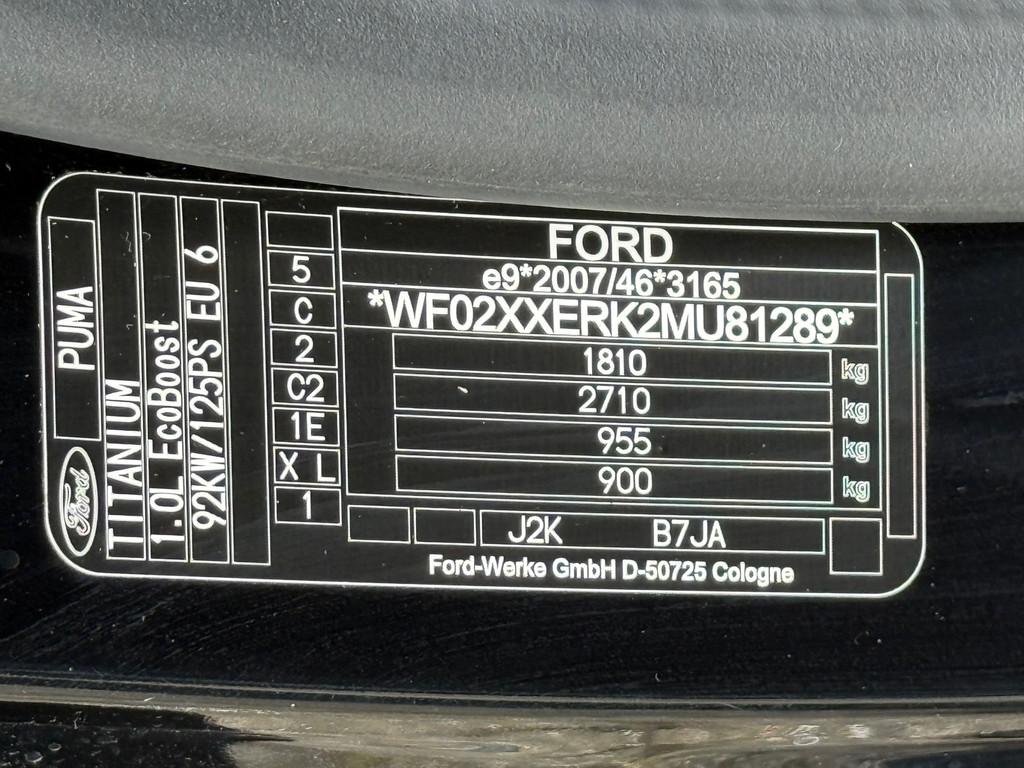 PUMA
Ford
TITANIUM
1.0L EcoBoost
92KW/125PS EU 6
5
C
2
C2
1E
X L
1
FORD
e9*2007/46*3165
*WF02XXERK2MU81289*
1810 kg
2710 kg
955 kg
900 kg
J2K B7JA
Ford-Werke GmbH D-50725 Cologne